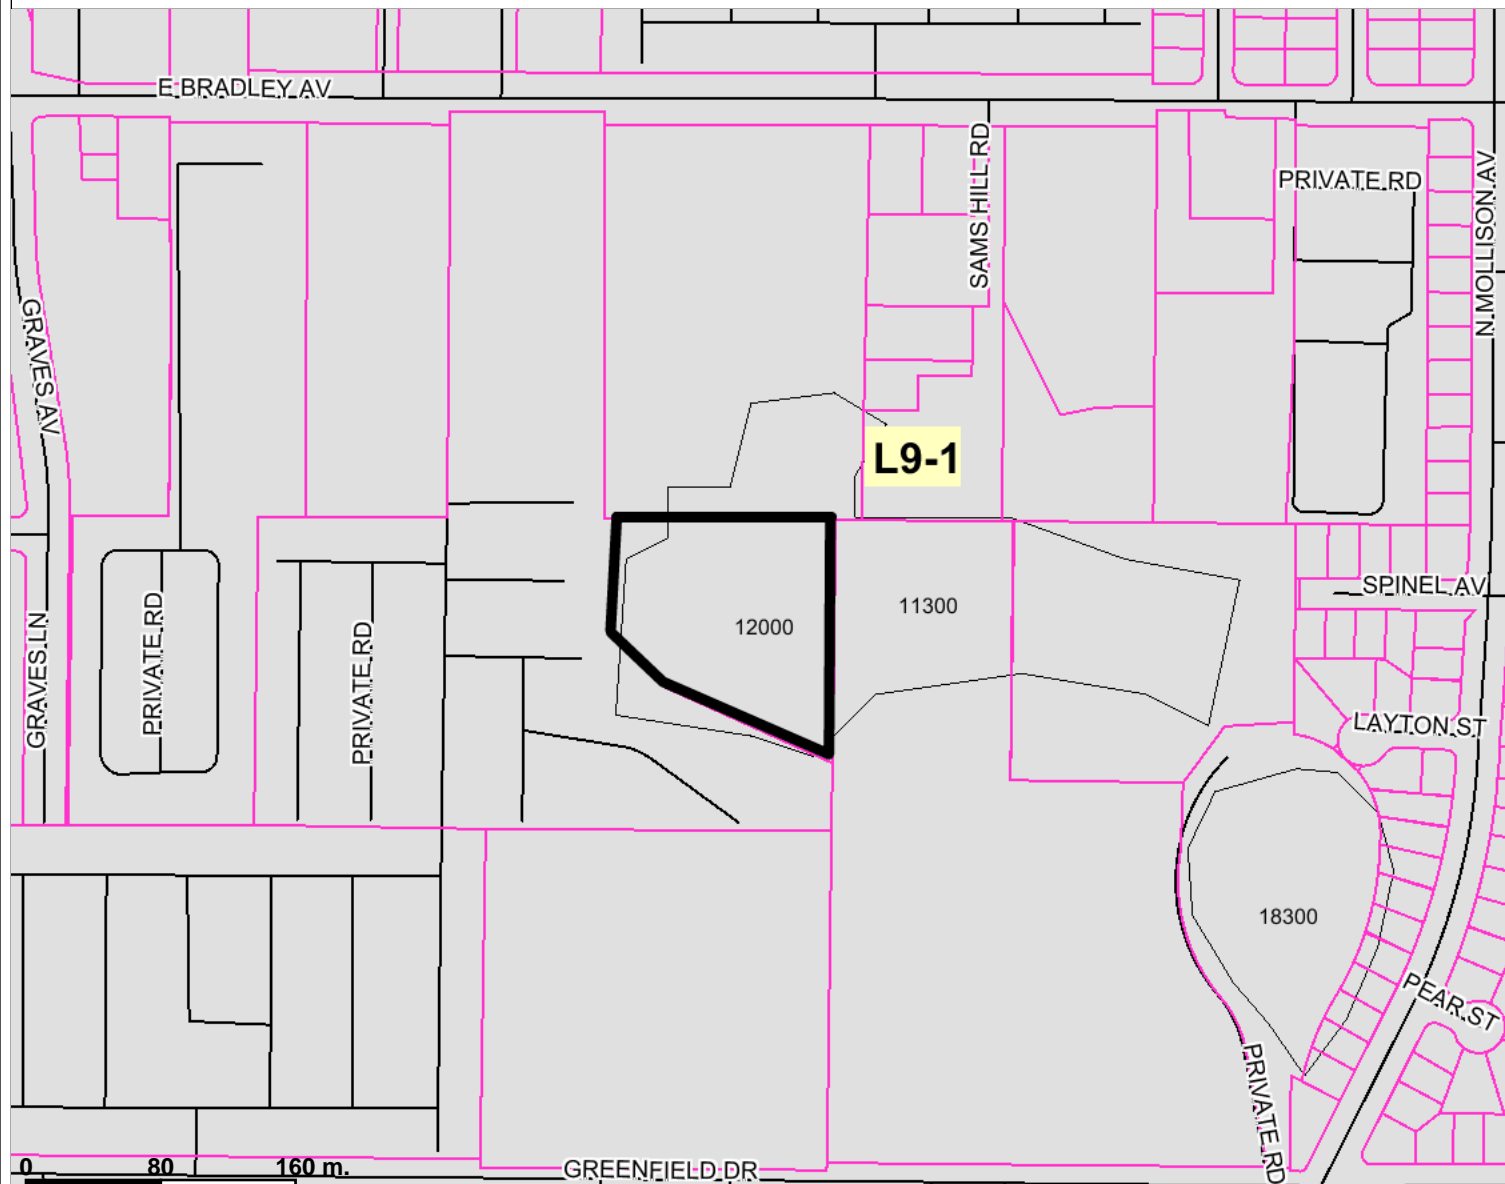 E BRADLEY AV
SAMS HILL RD
PRIVATE RD
N MOLLISON AV
GRAVES AV
L9-1
SPINEL AV
11300
12000
GRAVES LN
PRIVATE RD
PRIVATE RD
LAYTON ST
18300
PEAR ST
PRIVATE RD
0 80 160 m.
GREENFIELD DR